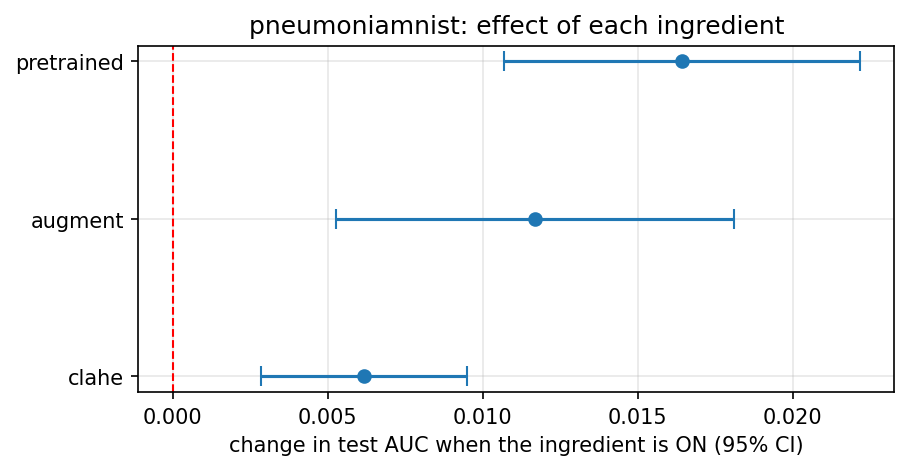 pneumoniamnist: effect of each ingredient
pretrained
augment
clahe
0.000 0.005 0.010 0.015 0.020
change in test AUC when the ingredient is ON (95% CI)